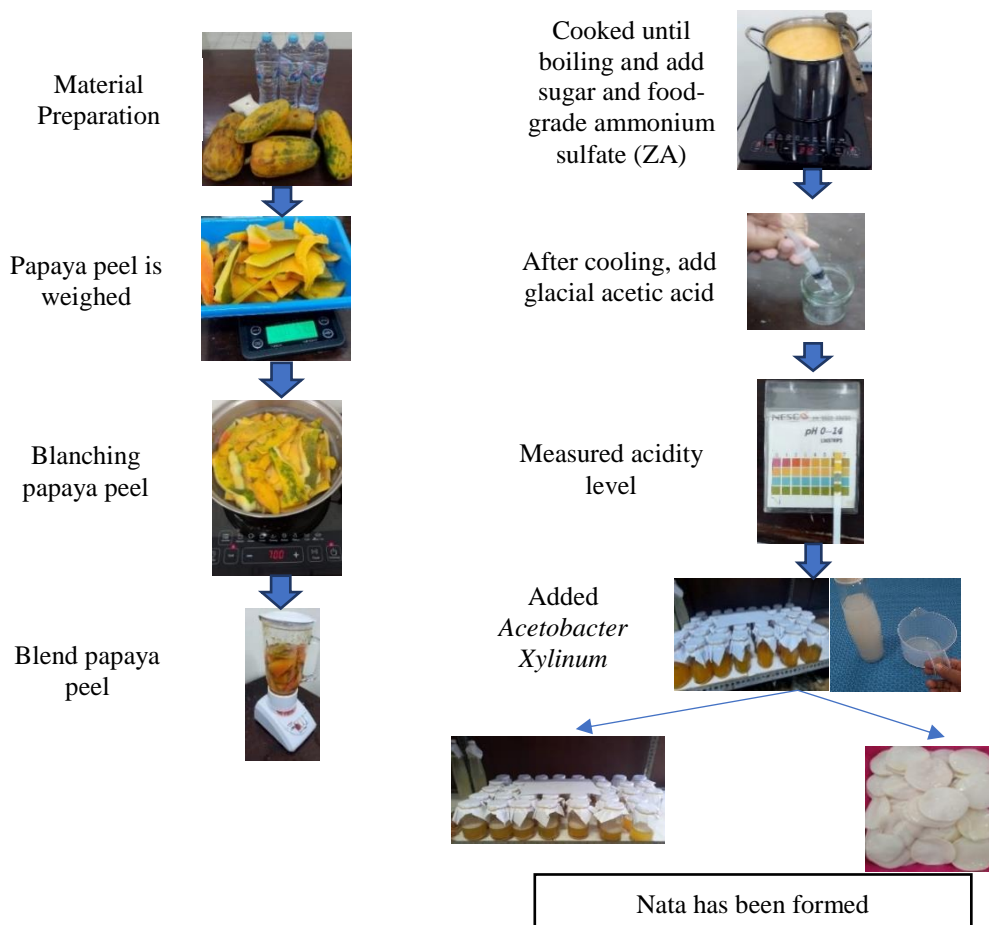 Material
Preparation
Papaya peel is
weighed
Blanching
papaya peel
Blend papaya
peel
Cooked until
boiling and add
sugar and food-
grade ammonium
sulfate (ZA)
After cooling, add
glacial acetic acid
Measured acidity
level
pH 0–14
Added
Acetobacter
Xylinum
Nata has been formed